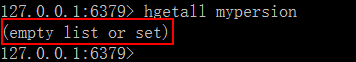 127.0.0.1:6379> hgetall mypersion
(empty list or set)
127.0.0.1:6379>